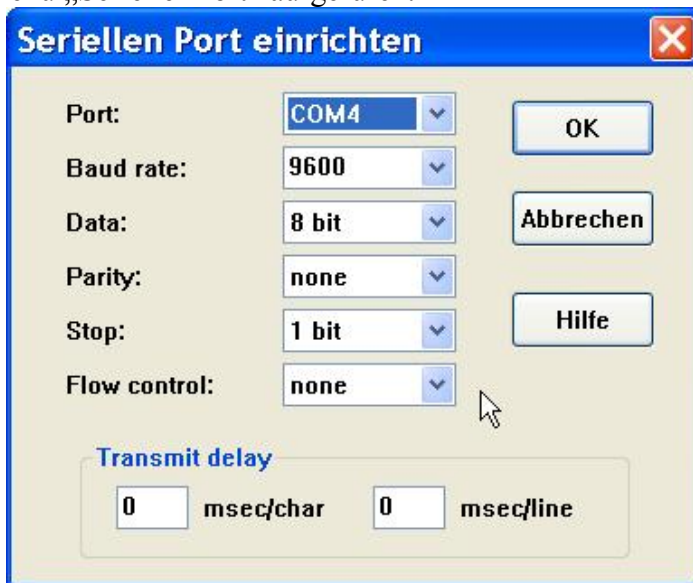 Seriellen Port einrichten
Port: COM4
OK
Baud rate: 9600
Data: 8 bit
Abbrechen
Parity: none
Stop: 1 bit
Hilfe
Flow control: none
Transmit delay
0 msec/char 0 msec/line